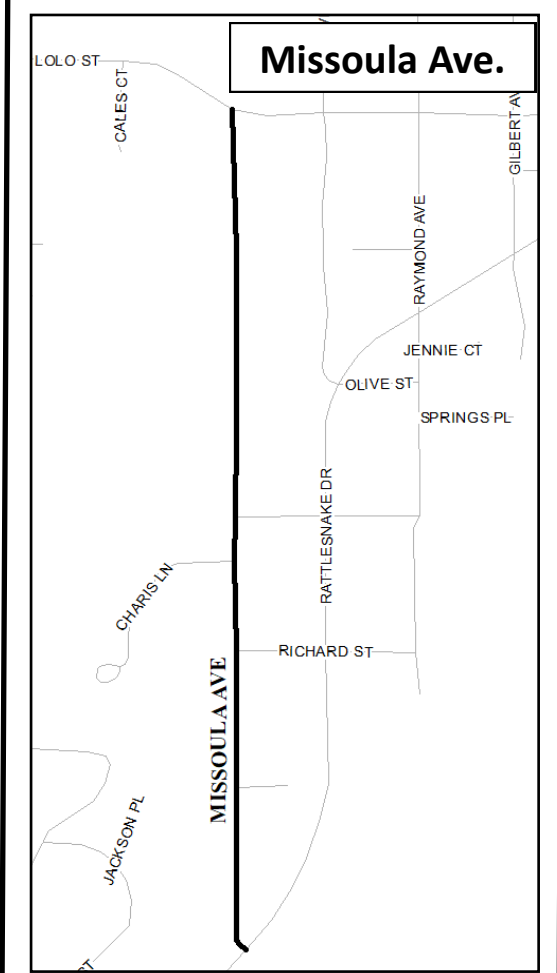 Missoula Ave.
LOLO ST
CALES CT
GILBERT AV
RAYMOND AVE
JENNIE CT
OLIVE ST
SPRINGS PL
RATTLESNAKE DR
CHARIS LN
RICHARD ST
MISSOULA AVE
JACKSON PL
ST